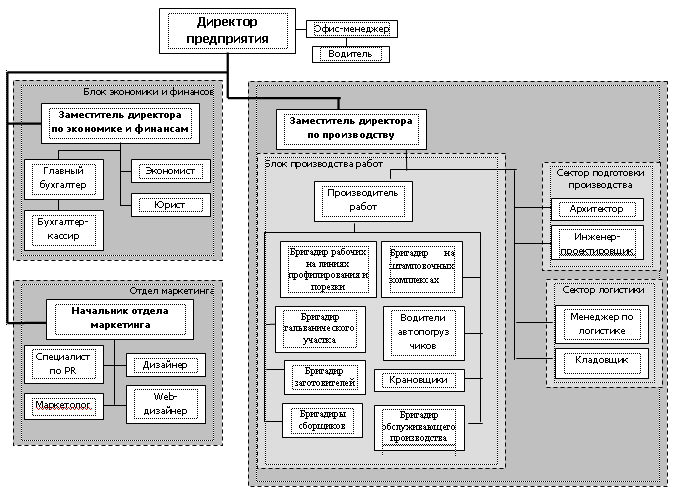 Директор
предприятия
Офис-менеджер
Водитель
Блок экономики и финансов
Заместитель директора
по экономике и финансам
Главный
бухгалтер
Экономист
Бухгалтер-
кассир
Юрист
Отдел маркетинга
Начальник отдела
маркетинга
Специалист
по PR
Дизайнер
Маркетолог
Web-
дизайнер
Заместитель директора
по производству
Блок производства работ
Производитель
работ
Бригадир рабочих
на линиях
профилирования и
порезки
Бригадир на
штамповочных
комплексах
Бригадир
гальванического
участка
Водители
автопогруз
чиков
Бригадир
заготовителей
Крановщики
Бригадиры
сборщиков
Бригадир
обслуживающего
производства
Сектор подготовки
производства
Архитектор
Инженер-
проектировщик
Сектор логистики
Менеджер по
логистике
Кладовщик